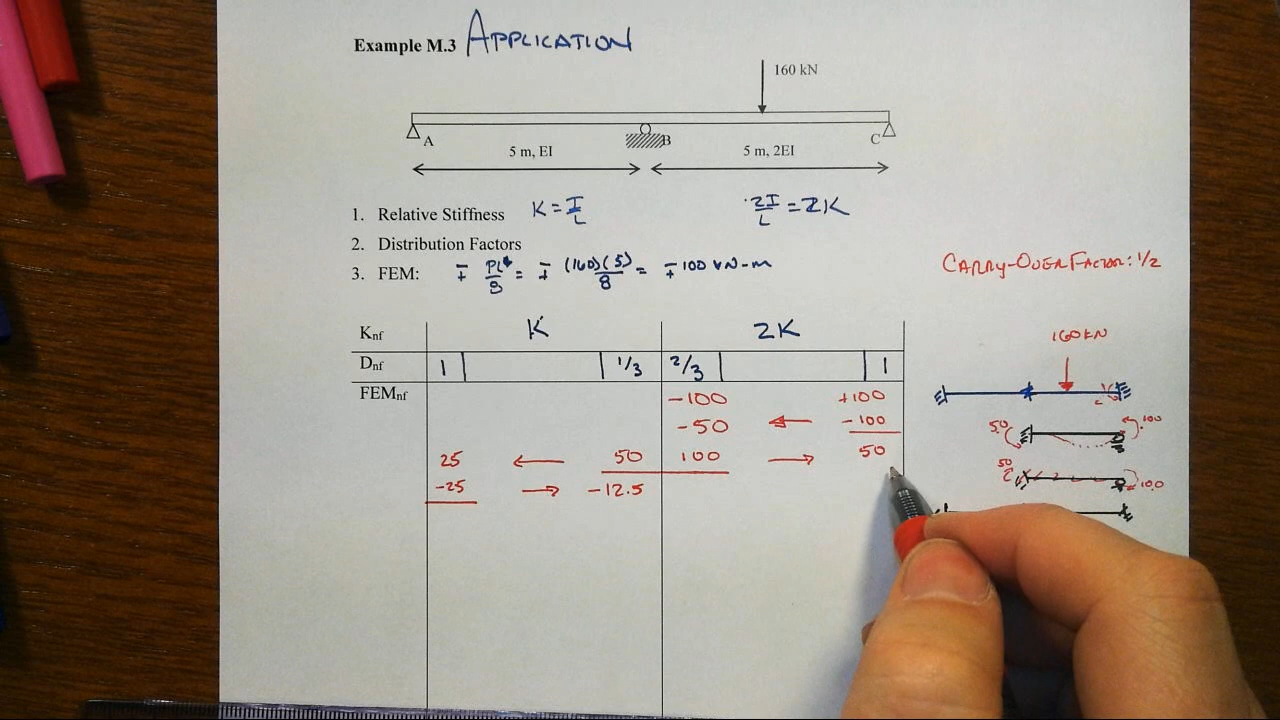 Example M.3 APPLICATION
160 kN
A B C
5 m, EI 5 m, 2EI
1. Relative Stiffness K = I/L 2I/L = 2K
2. Distribution Factors
3. FEM: ∓ PL/8 = ∓ (160)(5)/8 = ∓100 kN-m
CARRY-OVER FACTOR: 1/2
Knf K 2K
160kN
Dnf 1 1/3 2/3 1
FEMnf -100 +100
-50 ← -100
50 100
25 ← 50 100 → 50
50 100
-25 → -12.5